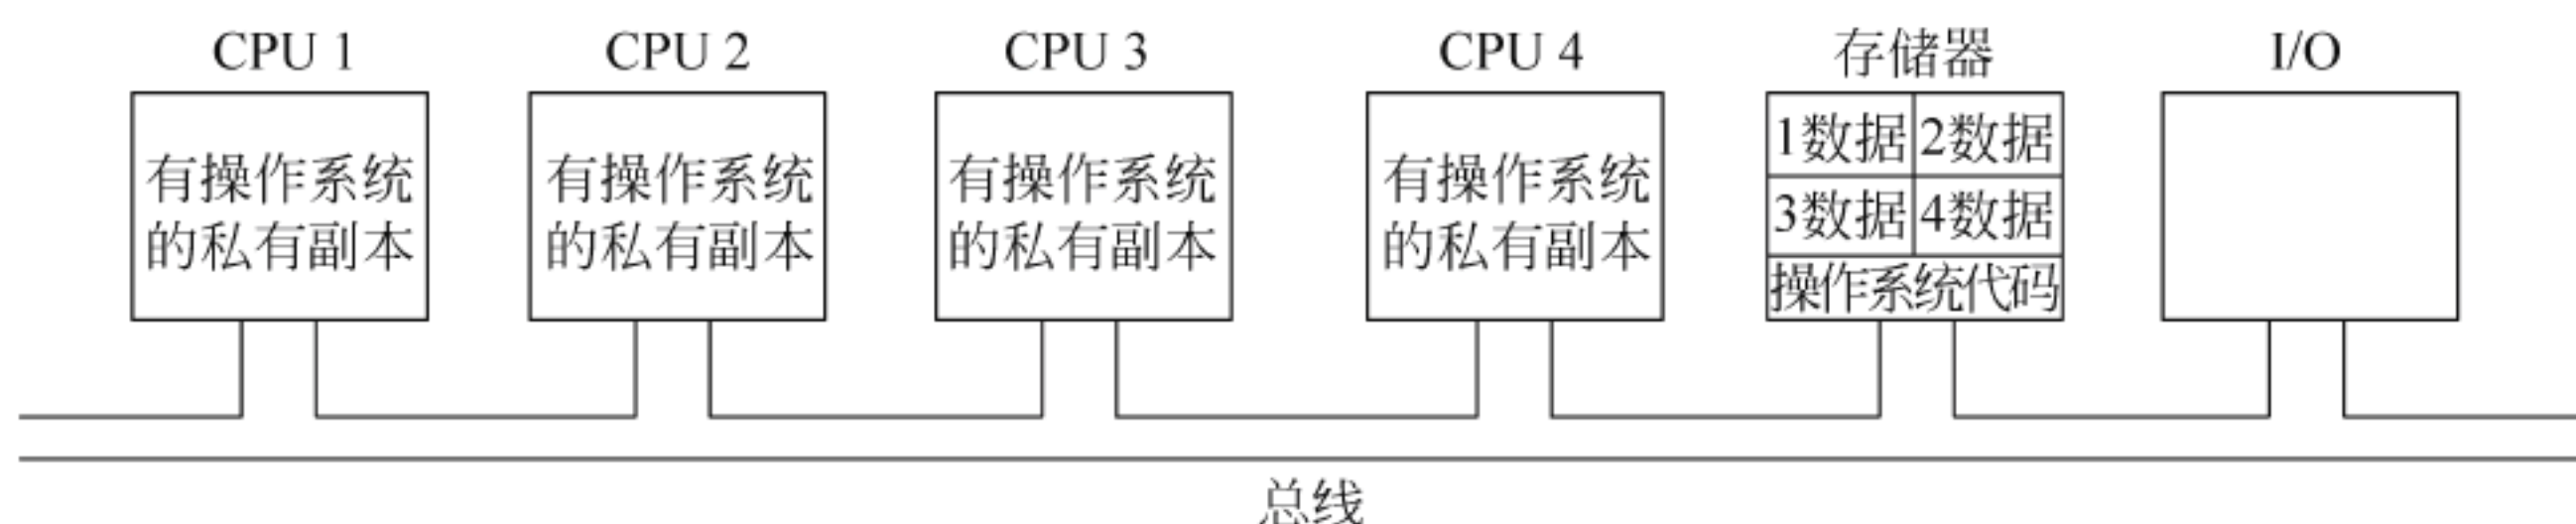 CPU 1
CPU 2
CPU 3
CPU 4
存储器
I/O
有操作系统
的私有副本
有操作系统
的私有副本
有操作系统
的私有副本
有操作系统
的私有副本
1数据
2数据
3数据
4数据
操作系统代码
总线